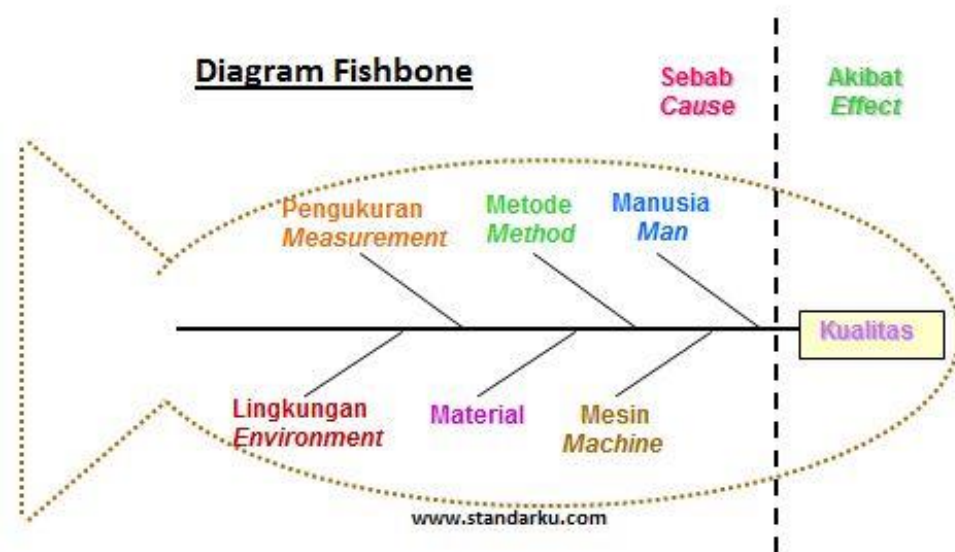 Diagram Fishbone
Sebab
Cause
Akibat
Effect
Pengukuran
Measurement
Metode
Method
Manusia
Man
Kualitas
Lingkungan
Environment
Material
Mesin
Machine
www.standarku.com